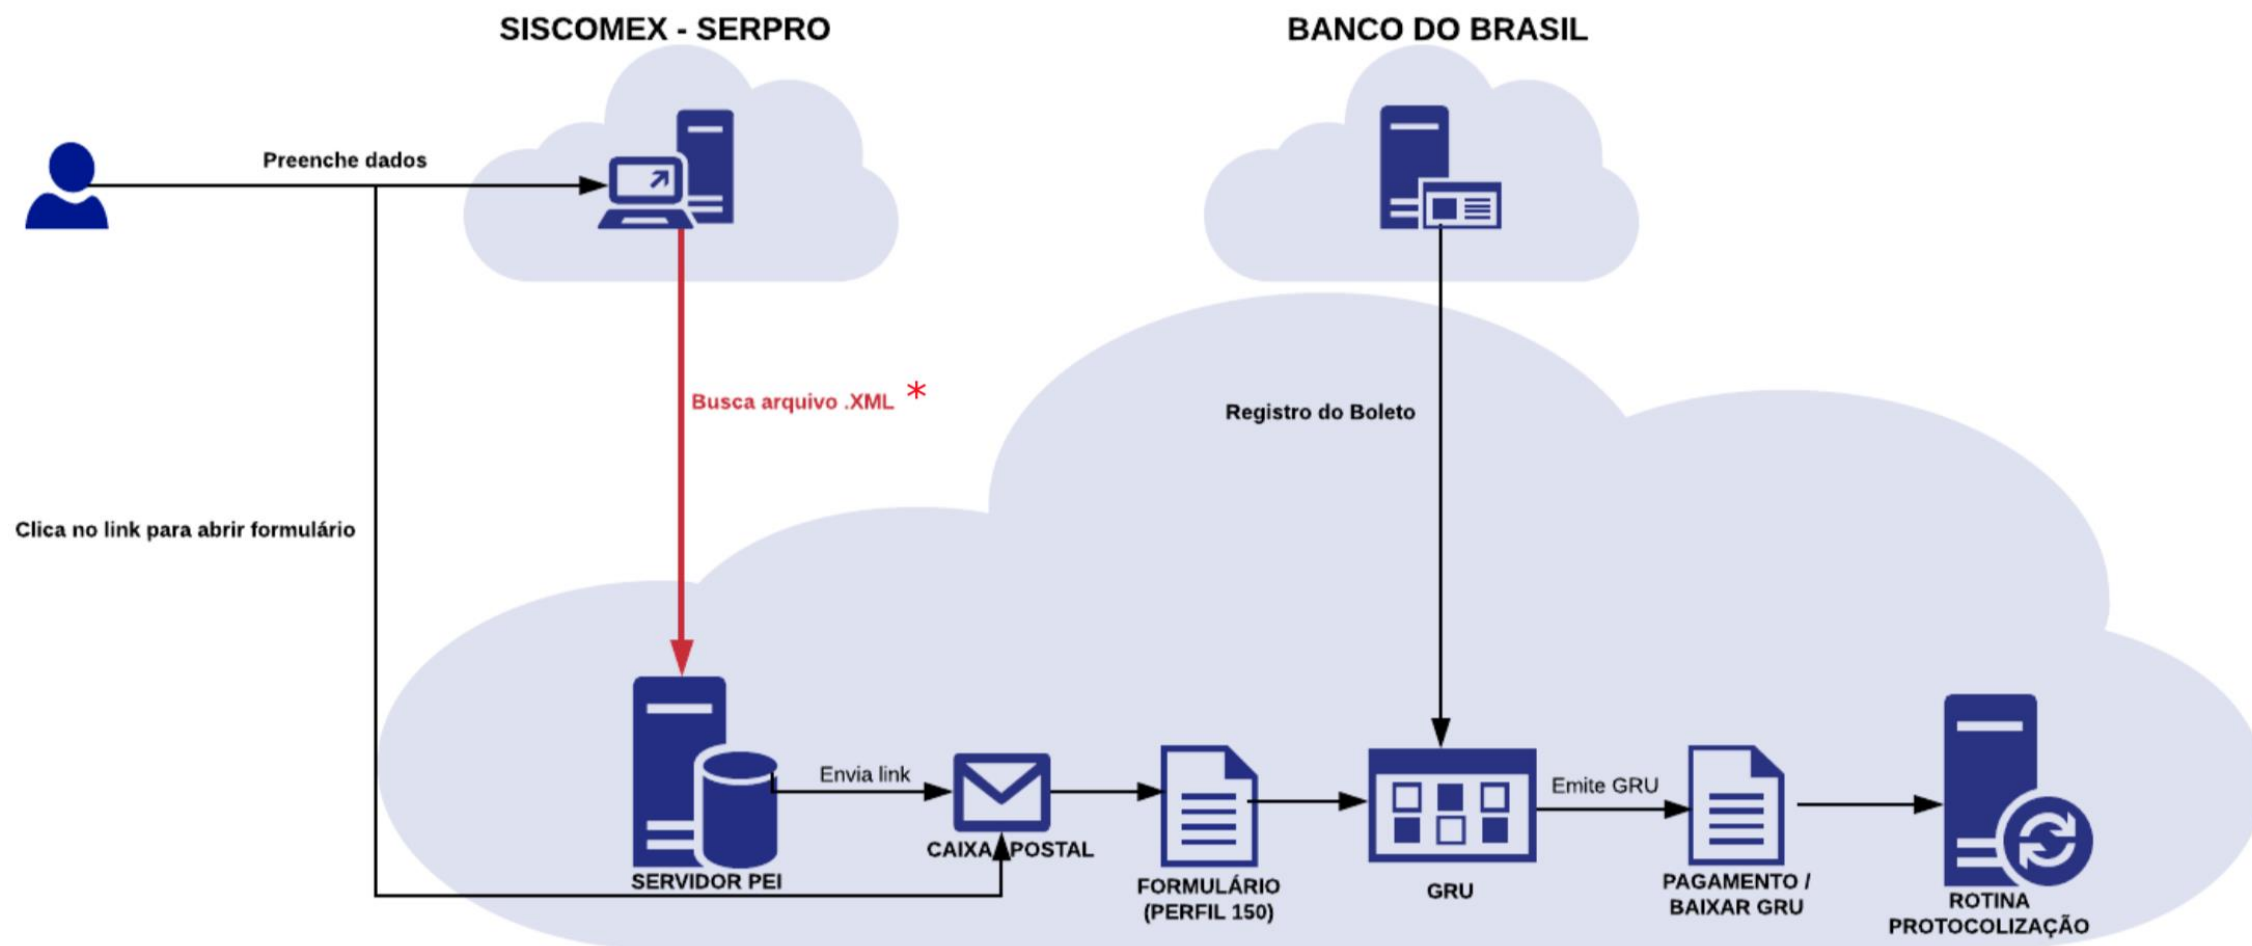 SISCOMEX - SERPRO
BANCO DO BRASIL
Preenche dados
Busca arquivo .XML *
Registro do Boleto
Clica no link para abrir formulário
Envia link
Emite GRU
CAIXA POSTAL
SERVIDOR PEI
FORMULÁRIO
(PERFIL 150)
GRU
PAGAMENTO /
BAIXAR GRU
ROTINA
PROTOCOLIZAÇÃO